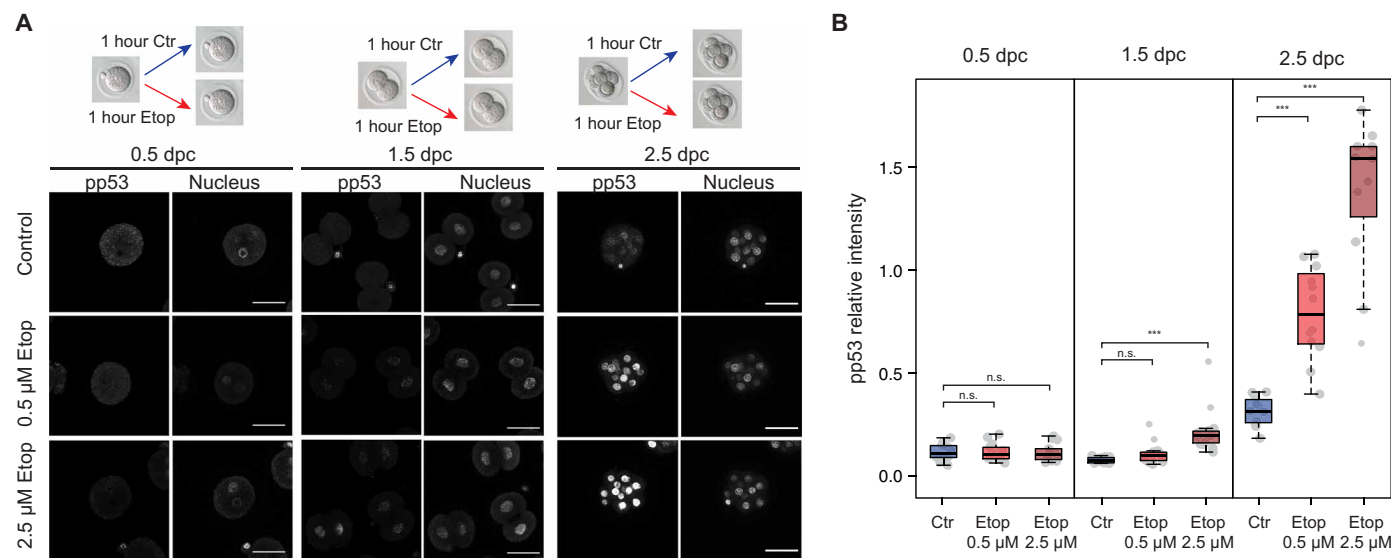 A
1 hour Ctr
1 hour Etop
1 hour Ctr
1 hour Etop
1 hour Ctr
1 hour Etop
0.5 dpc
1.5 dpc
2.5 dpc
pp53
Nucleus
pp53
Nucleus
pp53
Nucleus
Control
0.5 µM Etop
2.5 µM Etop
B
0.5 dpc
1.5 dpc
2.5 dpc
pp53 relative intensity
1.5
1.0
0.5
0.0
n.s.
n.s.
***
n.s.
***
***
Ctr
Etop
0.5 µM
Etop
2.5 µM
Ctr
Etop
0.5 µM
Etop
2.5 µM
Ctr
Etop
0.5 µM
Etop
2.5 µM